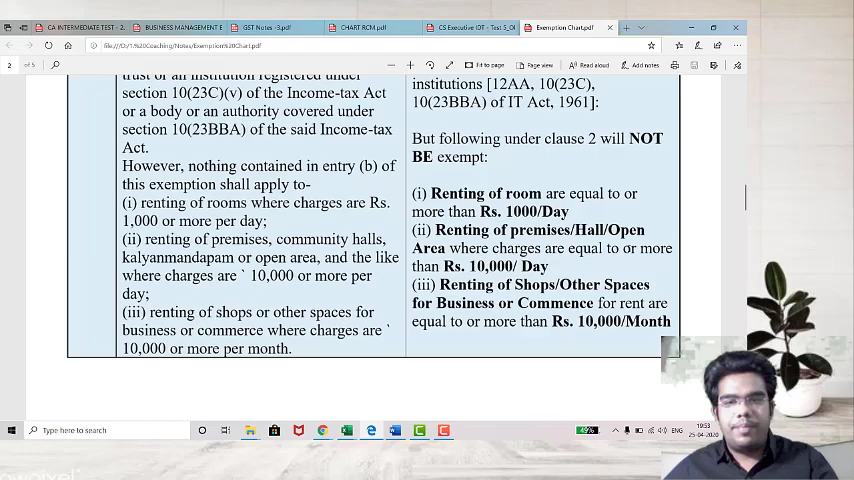 CA INTERMEDIATE TEST - 2.
BUSINESS MANAGEMENT E
GST Notes -3.pdf
CHART RCM.pdf
CS Executive IDT - Test 5_Ol
Exemption Chart.pdf
file:///D:/1.Coaching/Notes/Exemption%20Chart.pdf
2 of 5
Fit to page
Page view
Read aloud
Add notes
trust or an institution registered under
section 10(23C)(v) of the Income-tax Act
or a body or an authority covered under
section 10(23BBA) of the said Income-tax
Act.
However, nothing contained in entry (b) of
this exemption shall apply to-
(i) renting of rooms where charges are Rs.
1,000 or more per day;
(ii) renting of premises, community halls,
kalyanmandapam or open area, and the like
where charges are ` 10,000 or more per
day;
(iii) renting of shops or other spaces for
business or commerce where charges are `
10,000 or more per month.
institutions [12AA, 10(23C),
10(23BBA) of IT Act, 1961]:
But following under clause 2 will NOT
BE exempt:
(i) Renting of room are equal to or
more than Rs. 1000/Day
(ii) Renting of premises/Hall/Open
Area where charges are equal to or more
than Rs. 10,000/ Day
(iii) Renting of Shops/Other Spaces
for Business or Commence for rent are
equal to or more than Rs. 10,000/Month
Type here to search
49%
ENG
19:53
25-04-2020